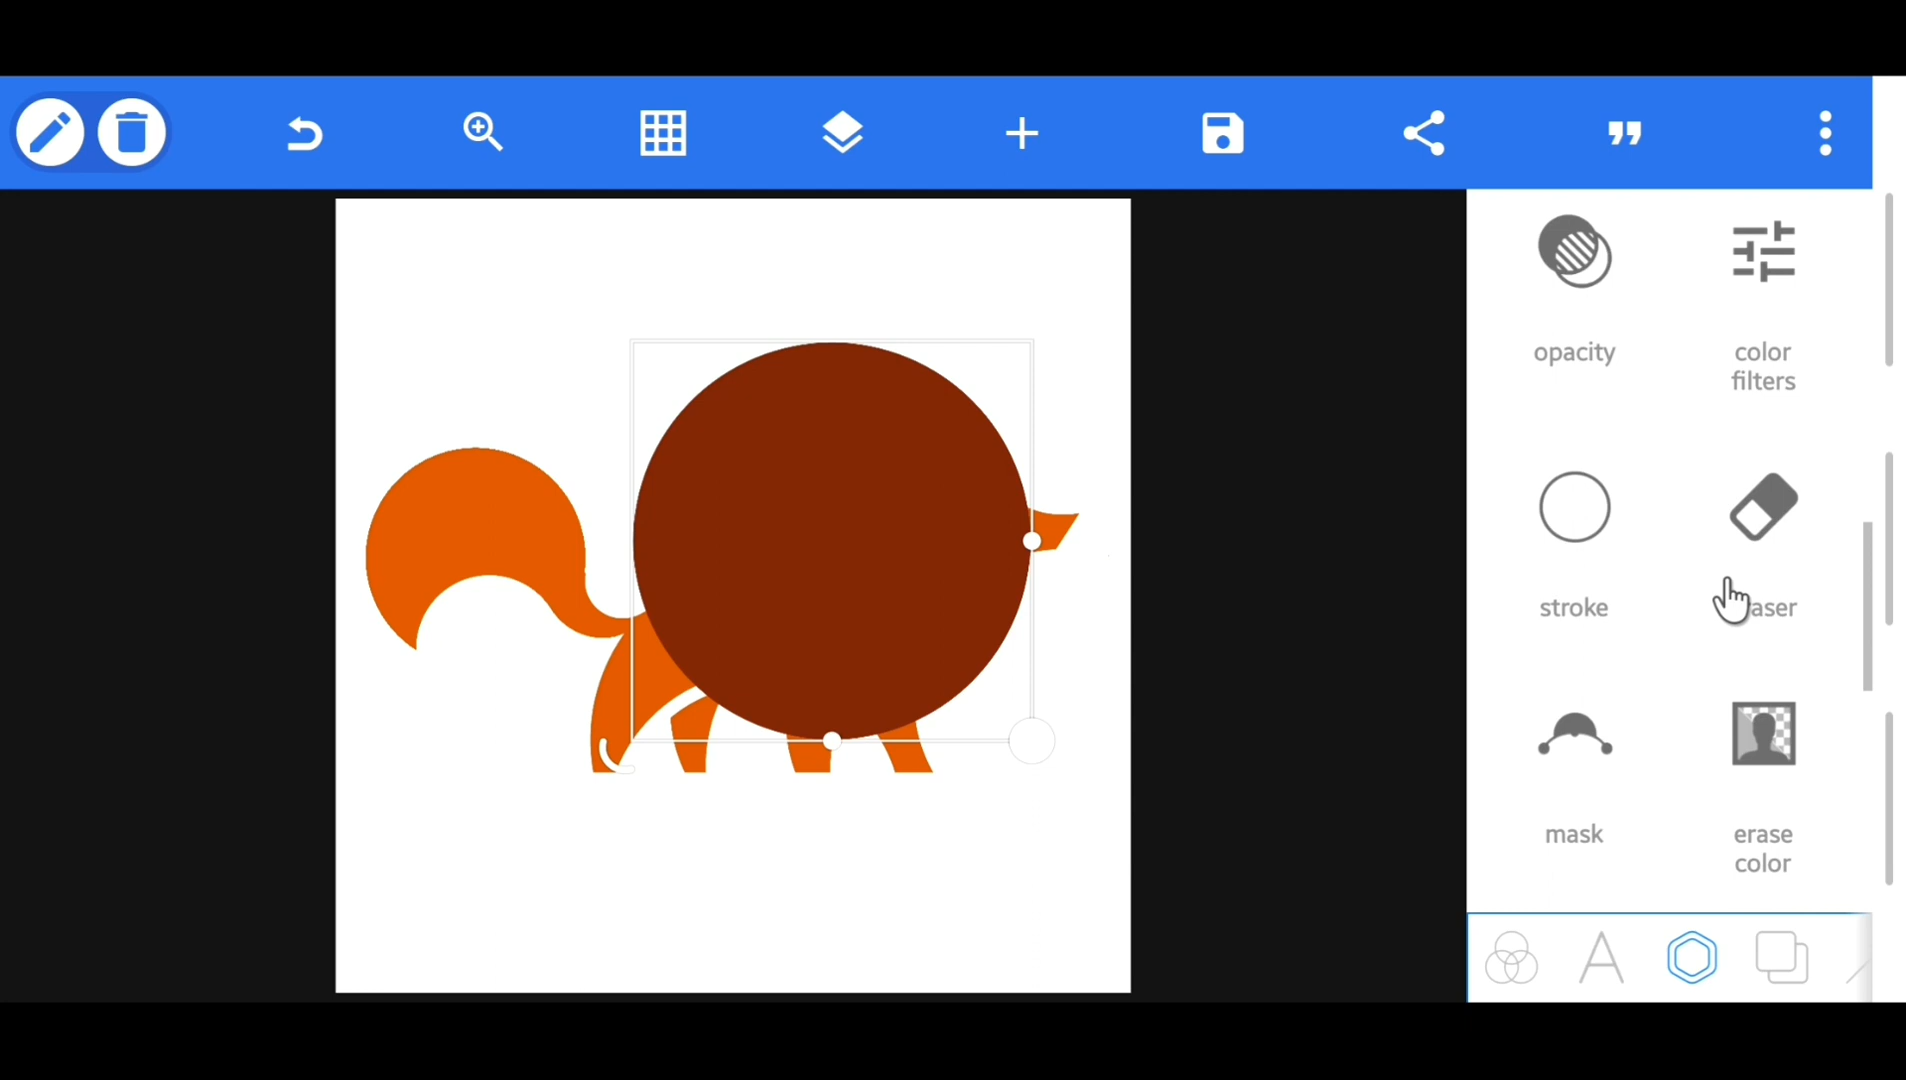 opacity
color
filters
stroke
aser
mask
erase
color